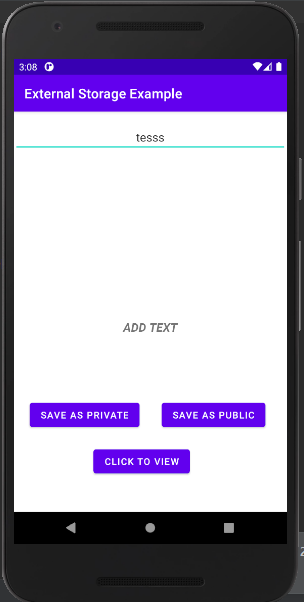 3:08
External Storage Example
tesss
ADD TEXT
SAVE AS PRIVATE SAVE AS PUBLIC
CLICK TO VIEW